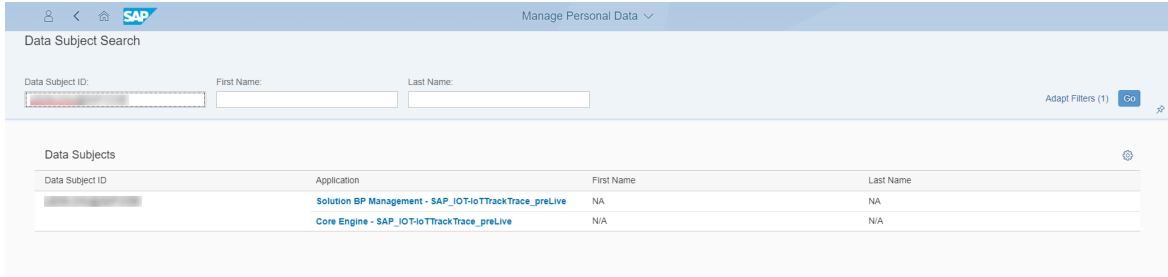 SAP Manage Personal Data
Data Subject Search
Data Subject ID: First Name: Last Name:
Adapt Filters (1) Go
Data Subjects
Data Subject ID Application First Name Last Name
Solution BP Management - SAP_IOT-IoTTrackTrace_preLive NA NA
Core Engine - SAP_IOT-IoTTrackTrace_preLive N/A N/A